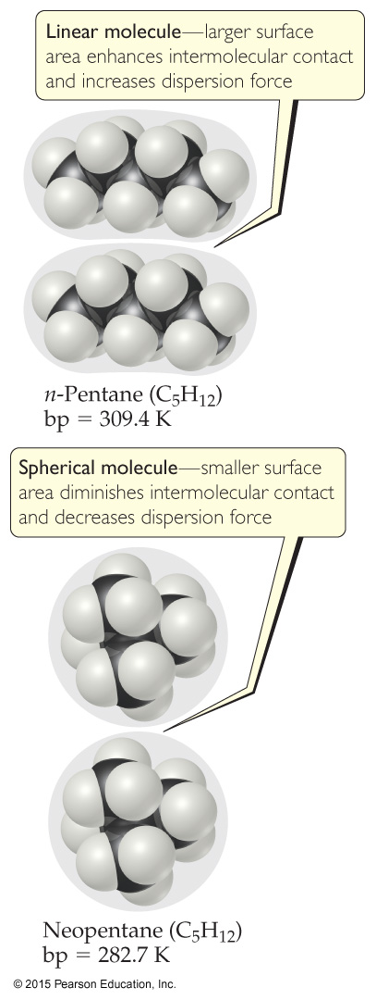 Linear molecule—larger surface
area enhances intermolecular contact
and increases dispersion force
n-Pentane (C₅H₁₂)
bp = 309.4 K
Spherical molecule—smaller surface
area diminishes intermolecular contact
and decreases dispersion force
Neopentane (C₅H₁₂)
bp = 282.7 K
© 2015 Pearson Education, Inc.